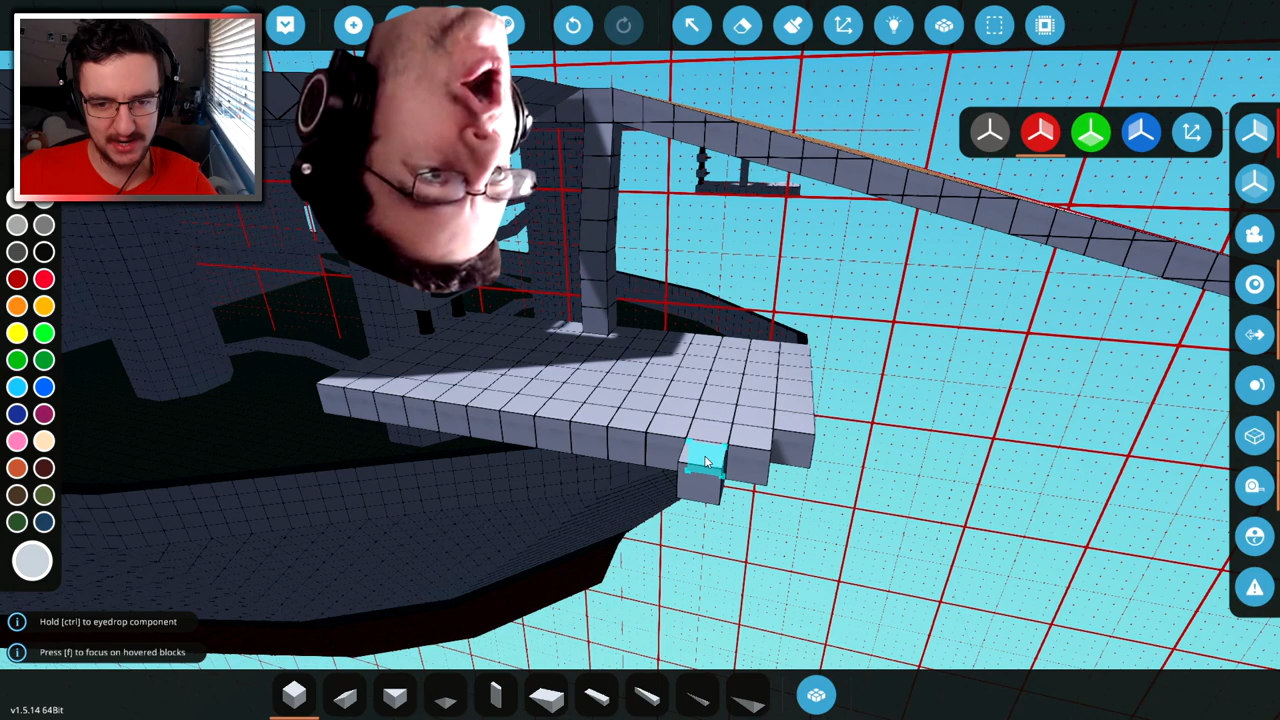 Hold [ctrl] to eyedrop component
Press [f] to focus on hovered blocks
v1.5.14 64Bit